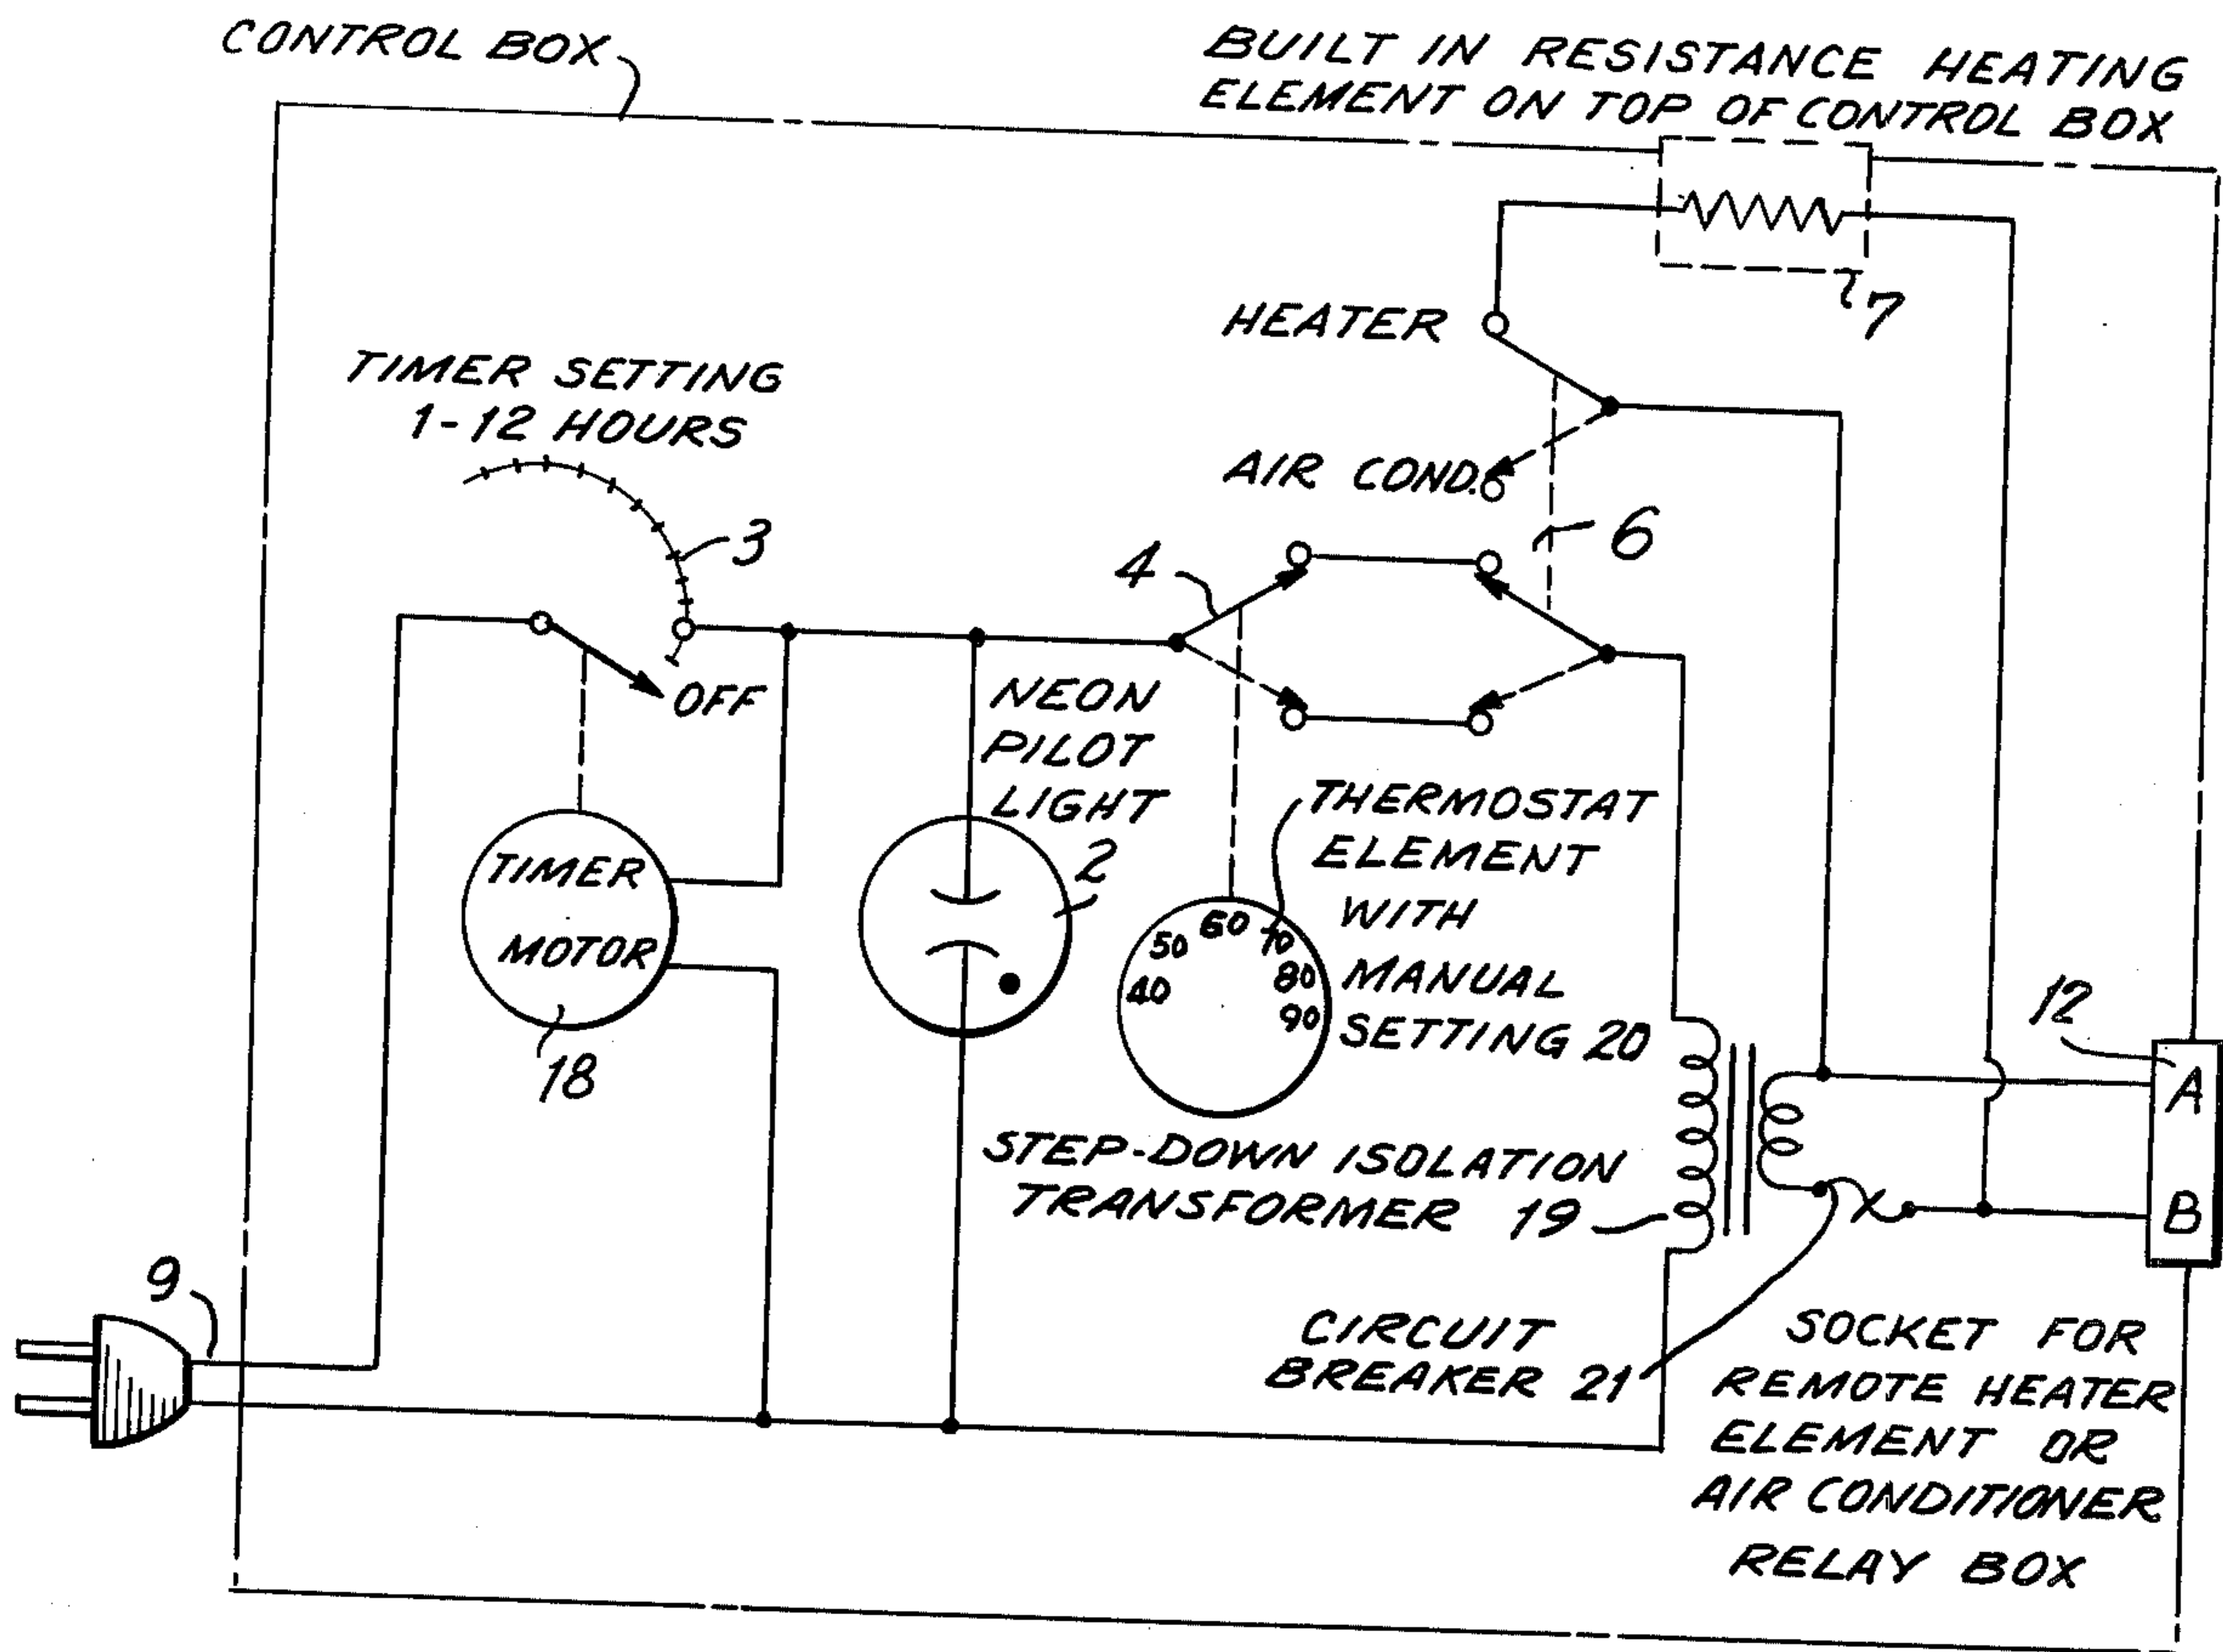 CONTROL BOX
BUILT IN RESISTANCE HEATING
ELEMENT ON TOP OF CONTROL BOX
7
HEATER
TIMER SETTING
1-12 HOURS
AIR COND.
3
4
6
OFF
NEON
PILOT
LIGHT
2
THERMOSTAT
ELEMENT
WITH
MANUAL
SETTING 20
TIMER
MOTOR
18
40
50
60
70
80
90
12
A
B
STEP-DOWN ISOLATION
TRANSFORMER 19
9
CIRCUIT
BREAKER 21
SOCKET FOR
REMOTE HEATER
ELEMENT OR
AIR CONDITIONER
RELAY BOX